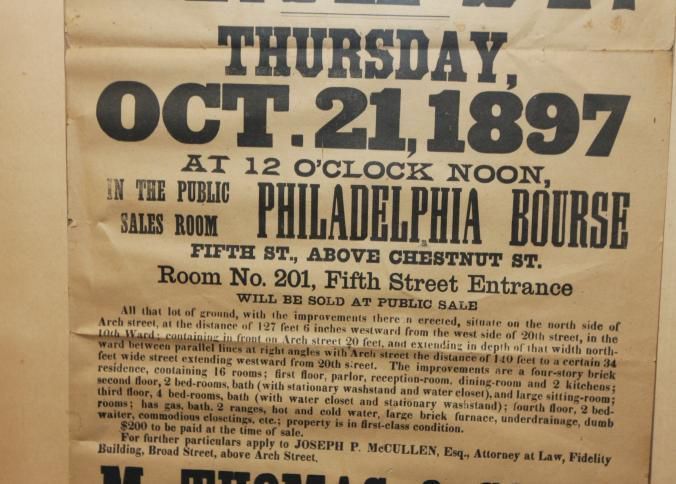 THURSDAY,
OCT. 21, 1897
AT 12 O'CLOCK NOON,
IN THE PUBLIC
SALES ROOM
PHILADELPHIA BOURSE
FIFTH ST., ABOVE CHESTNUT ST.
Room No. 201, Fifth Street Entrance
WILL BE SOLD AT PUBLIC SALE
All that lot of ground, with the improvements there n erected, situate on the north side of
Arch street, at the distance of 127 feet 6 inches westward from the west side of 20th street, in the
10th Ward; containing in front on Arch street 20 feet, and extending in depth of that width north-
ward between parallel lines at right angles with Arch street the distance of 140 feet to a certain 34
feet wide street extending westward from 20th street. The improvements are a four-story brick
residence, containing 16 rooms; first floor, parlor, reception-room, dining-room and 2 kitchens;
second floor, 2 bed-rooms, bath (with stationary washstand and water closet), and large sitting-room;
third floor, 4 bed-rooms, bath (with water closet and stationary washstand); fourth floor, 2 bed-
rooms; has gas, bath, 2 ranges, hot and cold water, large brick furnace, underdrainage, dumb
waiter, commodious closetings, etc.; property is in first-class condition.
$200 to be paid at the time of sale.
For further particulars apply to JOSEPH P. McCULLEN, Esq., Attorney at Law, Fidelity
Building, Broad Street, above Arch Street.
M. THOMAS &